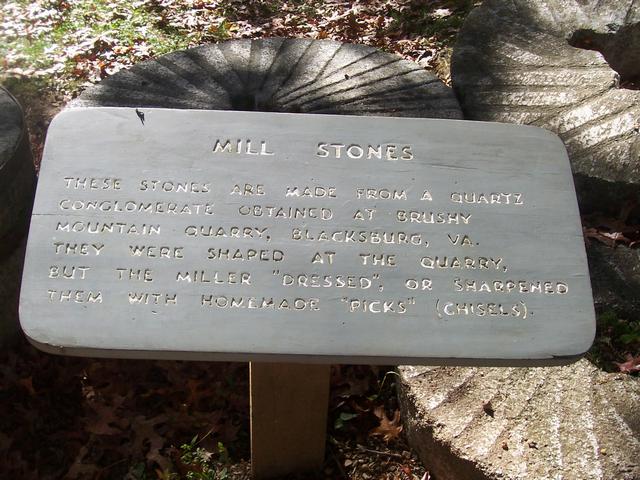 MILL STONES
THESE STONES ARE MADE FROM A QUARTZ
CONGLOMERATE OBTAINED AT BRUSHY
MOUNTAIN QUARRY, BLACKSBURG, VA.
THEY WERE SHAPED AT THE QUARRY,
BUT THE MILLER "DRESSED", OR SHARPENED
THEM WITH HOMEMADE "PICKS" (CHISELS).